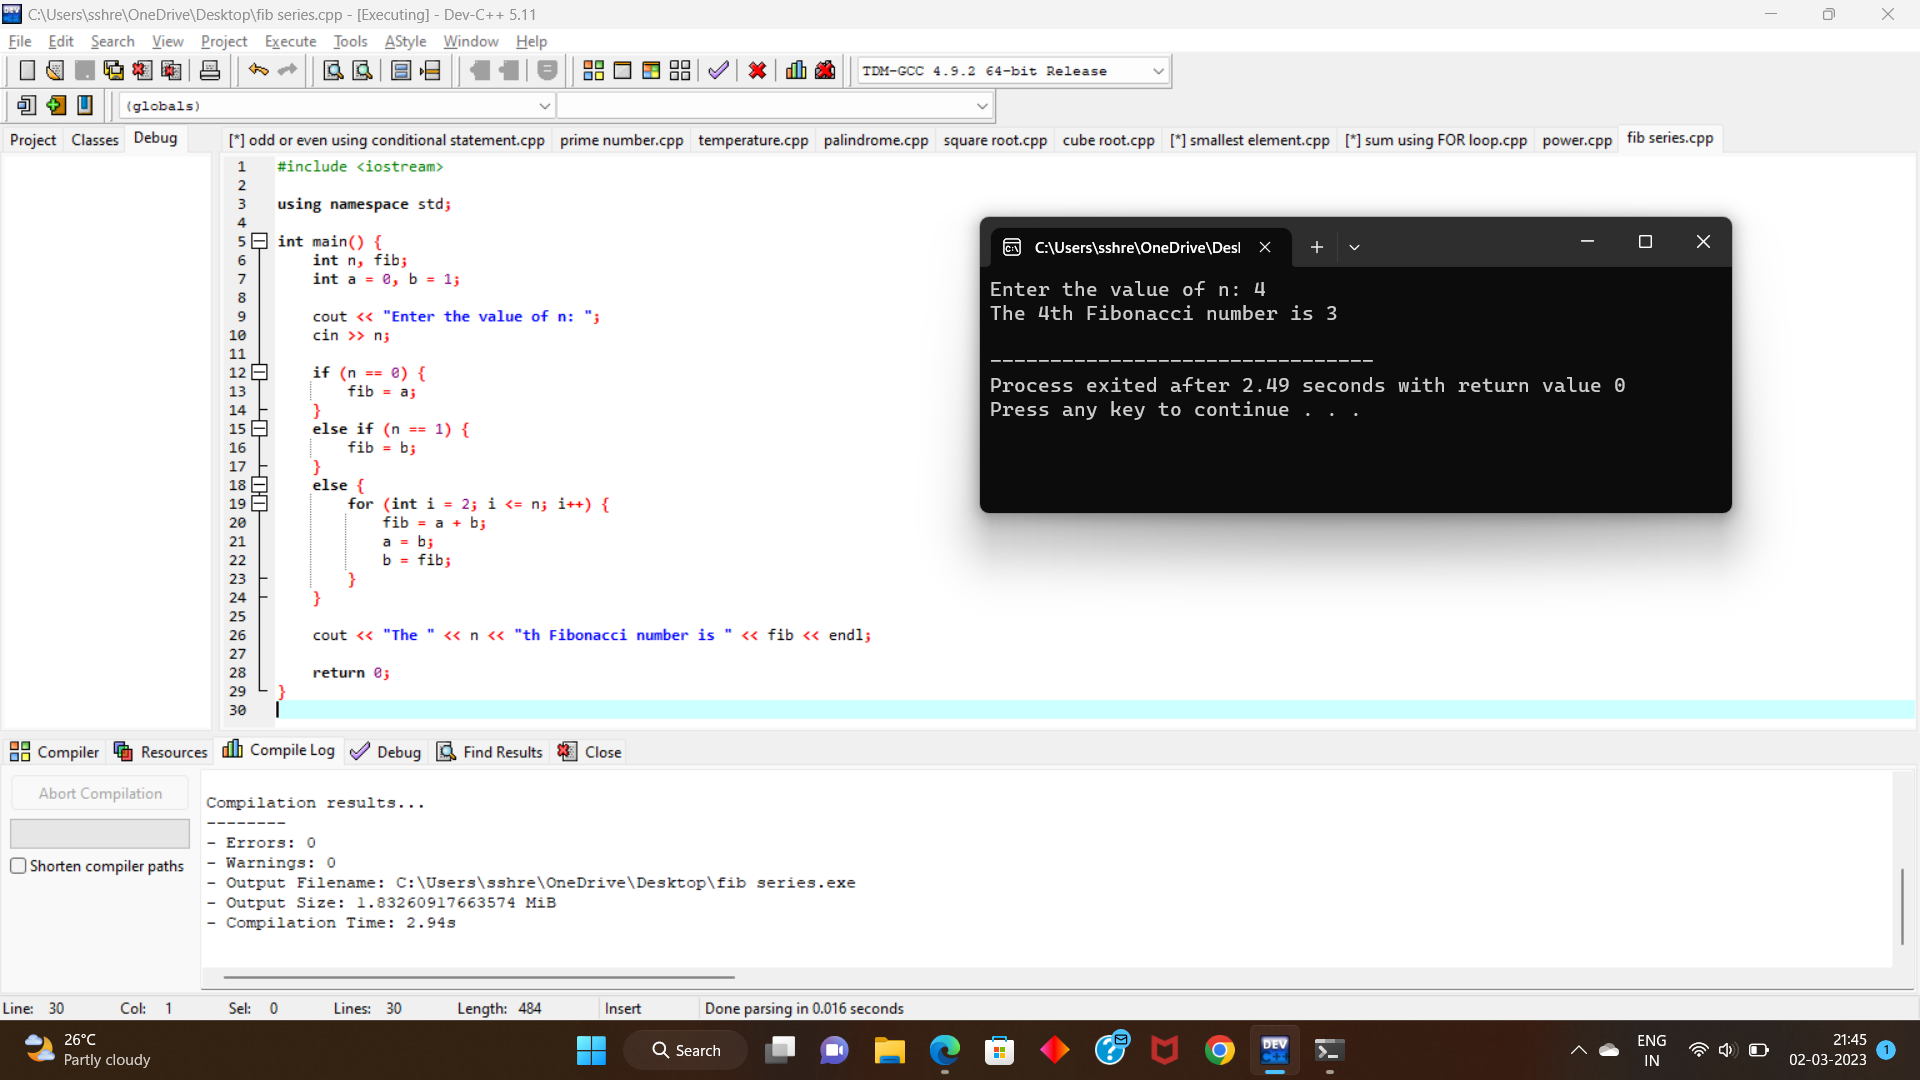 C:\Users\sshre\OneDrive\Desktop\fib series.cpp - [Executing] - Dev-C++ 5.11
File Edit Search View Project Execute Tools AStyle Window Help
TDM-GCC 4.9.2 64-bit Release
(globals)
Project Classes Debug
[*] odd or even using conditional statement.cpp prime number.cpp temperature.cpp palindrome.cpp square root.cpp cube root.cpp [*] smallest element.cpp [*] sum using FOR loop.cpp power.cpp fib series.cpp
1 #include <iostream>
2
3 using namespace std;
4
5 int main() {
6 int n, fib;
7 int a = 0, b = 1;
8
9 cout << "Enter the value of n: ";
10 cin >> n;
11
12 if (n == 0) {
13 fib = a;
14 }
15 else if (n == 1) {
16 fib = b;
17 }
18 else {
19 for (int i = 2; i <= n; i++) {
20 fib = a + b;
21 a = b;
22 b = fib;
23 }
24 }
25
26 cout << "The " << n << "th Fibonacci number is " << fib << endl;
27
28 return 0;
29 }
30
C:\Users\sshre\OneDrive\Desl
Enter the value of n: 4
The 4th Fibonacci number is 3
--------------------------------
Process exited after 2.49 seconds with return value 0
Press any key to continue . . .
Compiler Resources Compile Log Debug Find Results Close
Abort Compilation
Shorten compiler paths
Compilation results...
--------
- Errors: 0
- Warnings: 0
- Output Filename: C:\Users\sshre\OneDrive\Desktop\fib series.exe
- Output Size: 1.83260917663574 MiB
- Compilation Time: 2.94s
Line: 30 Col: 1 Sel: 0 Lines: 30 Length: 484 Insert Done parsing in 0.016 seconds
26°C
Partly cloudy
Search
DEV
C++
ENG
IN
21:45
02-03-2023
1